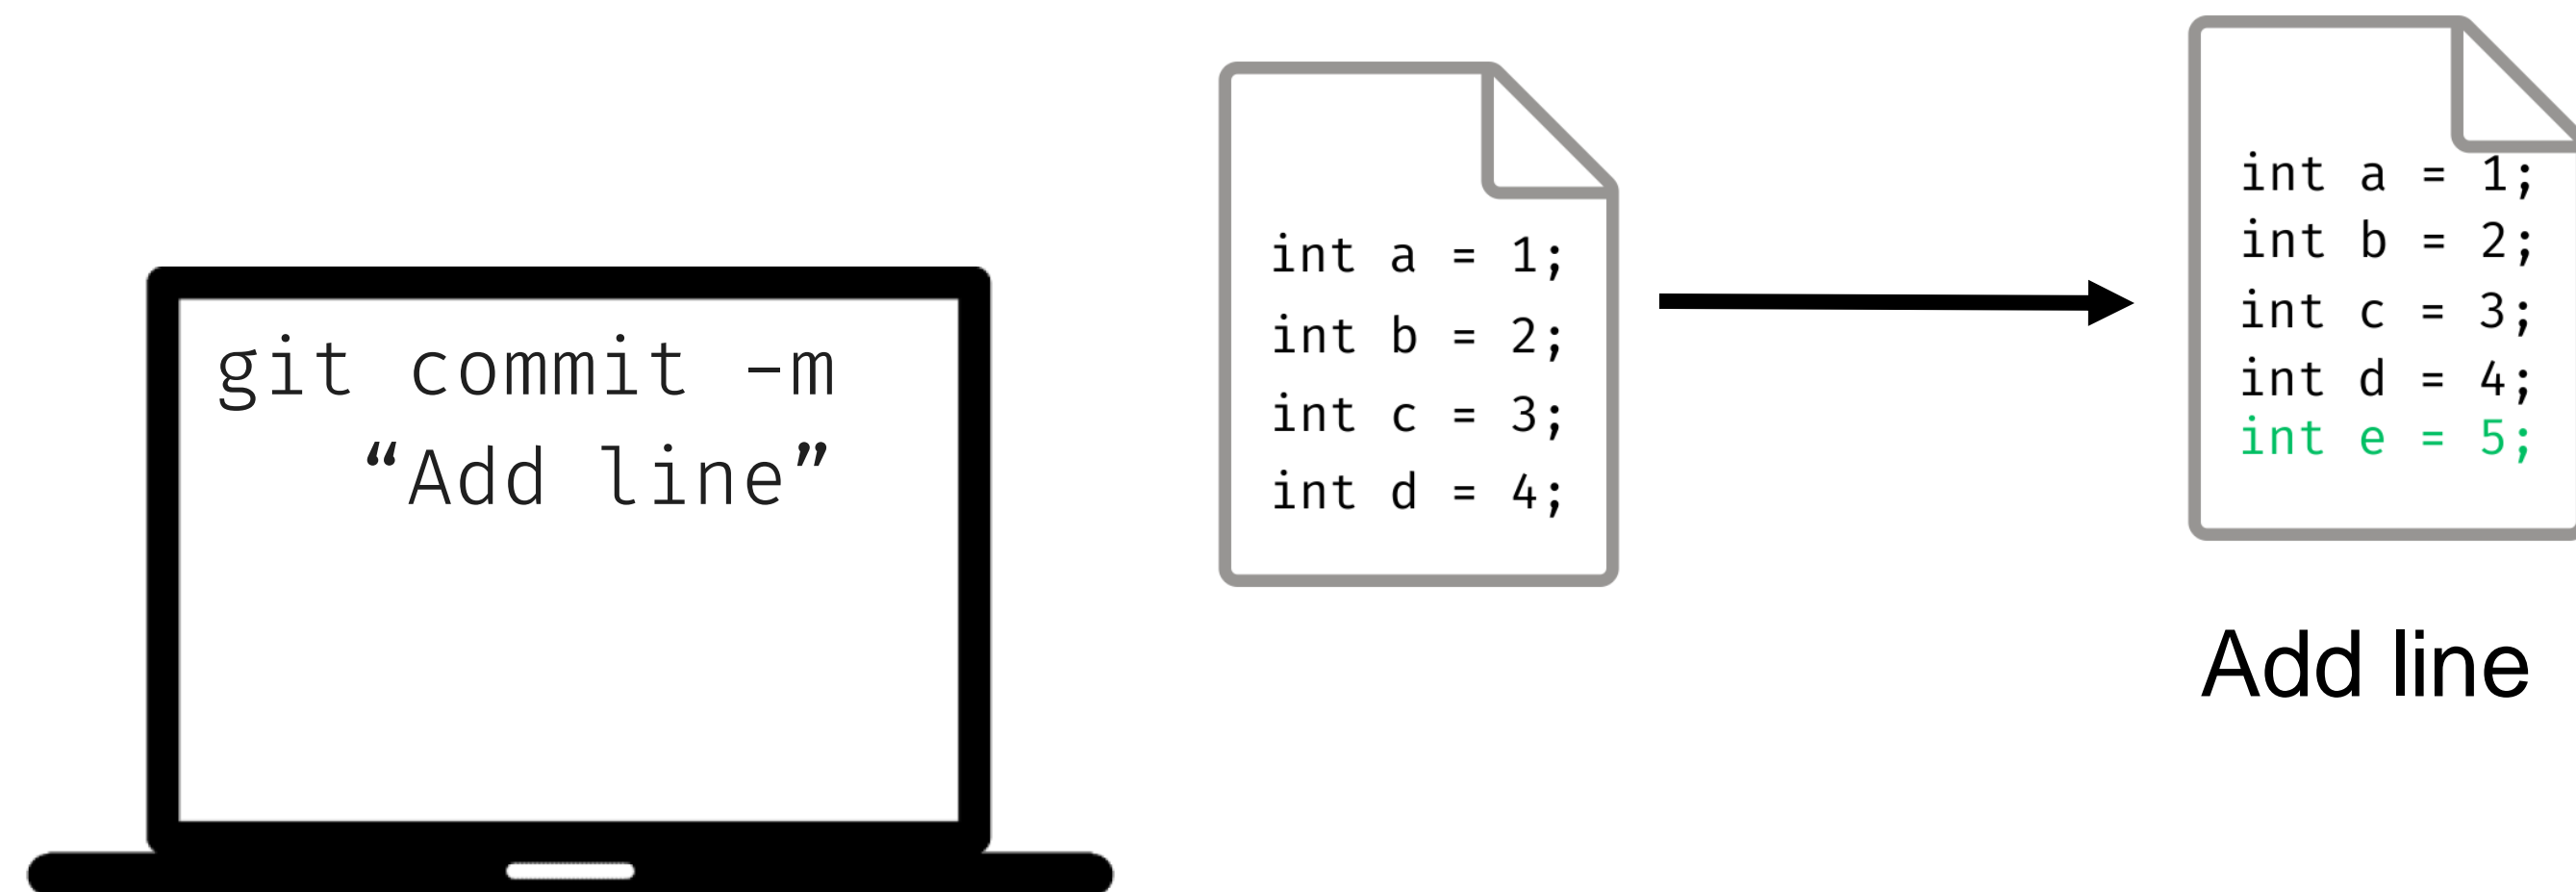 git commit -m
“Add line”
int a = 1;
int b = 2;
int c = 3;
int d = 4;
int a = 1;
int b = 2;
int c = 3;
int d = 4;
int e = 5;
Add line